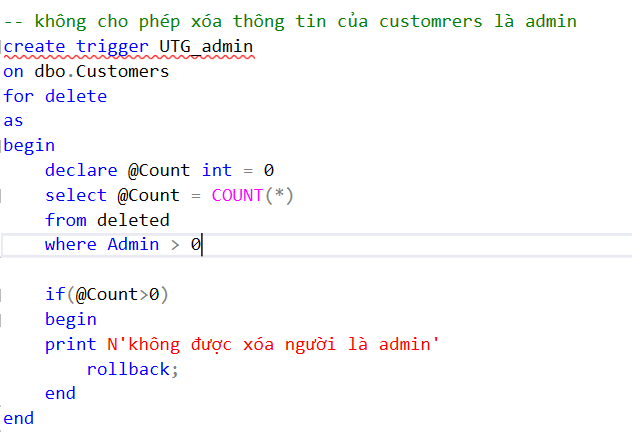 -- không cho phép xóa thông tin của customrers là admin
create trigger UTG_admin
on dbo.Customers
for delete
as
begin
    declare @Count int = 0
    select @Count = COUNT(*)
    from deleted
    where Admin > 0
    if(@Count>0)
    begin
    print N'không được xóa người là admin'
        rollback;
    end
end